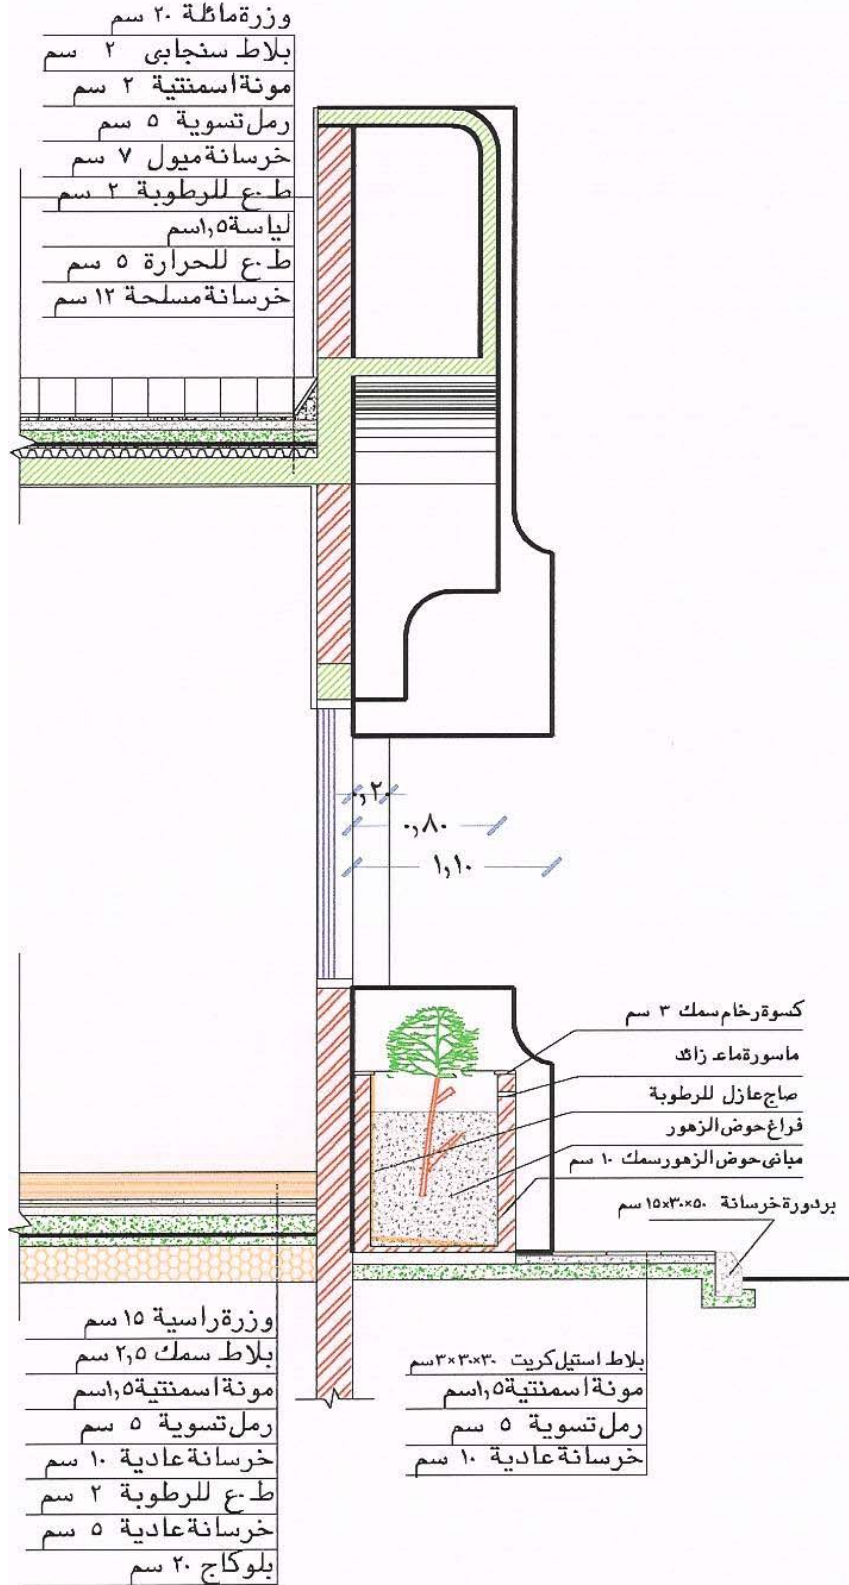 وزرة مائلة ٢٠ سم
بلاط سنجابى ٢ سم
مونة اسمنتية ٢ سم
رمل تسوية ٥ سم
خرسانة ميول ٧ سم
ط.ع للرطوبة ٢ سم
لياسة ١,٥ سم
ط.ع للحرارة ٥ سم
خرسانة مسلحة ١٢ سم
٠,٢٠
٠,٨٠
١,١٠
كسوة رخام سمك ٣ سم
ماسورة ماء زائد
صاج عازل للرطوبة
فراغ حوض الزهور
مبانى حوض الزهور سمك ١٠ سم
بردورة خرسانة ٥٠×٣٠×١٥ سم
وزرة راسية ١٥ سم
بلاط سمك ٢,٥ سم
مونة اسمنتية ١,٥ سم
رمل تسوية ٥ سم
خرسانة عادية ١٠ سم
ط.ع للرطوبة ٢ سم
خرسانة عادية ٥ سم
بلوكاج ٢٠ سم
بلاط استيل كريت ٣٠×٣٠×٣ سم
مونة اسمنتية ١,٥ سم
رمل تسوية ٥ سم
خرسانة عادية ١٠ سم